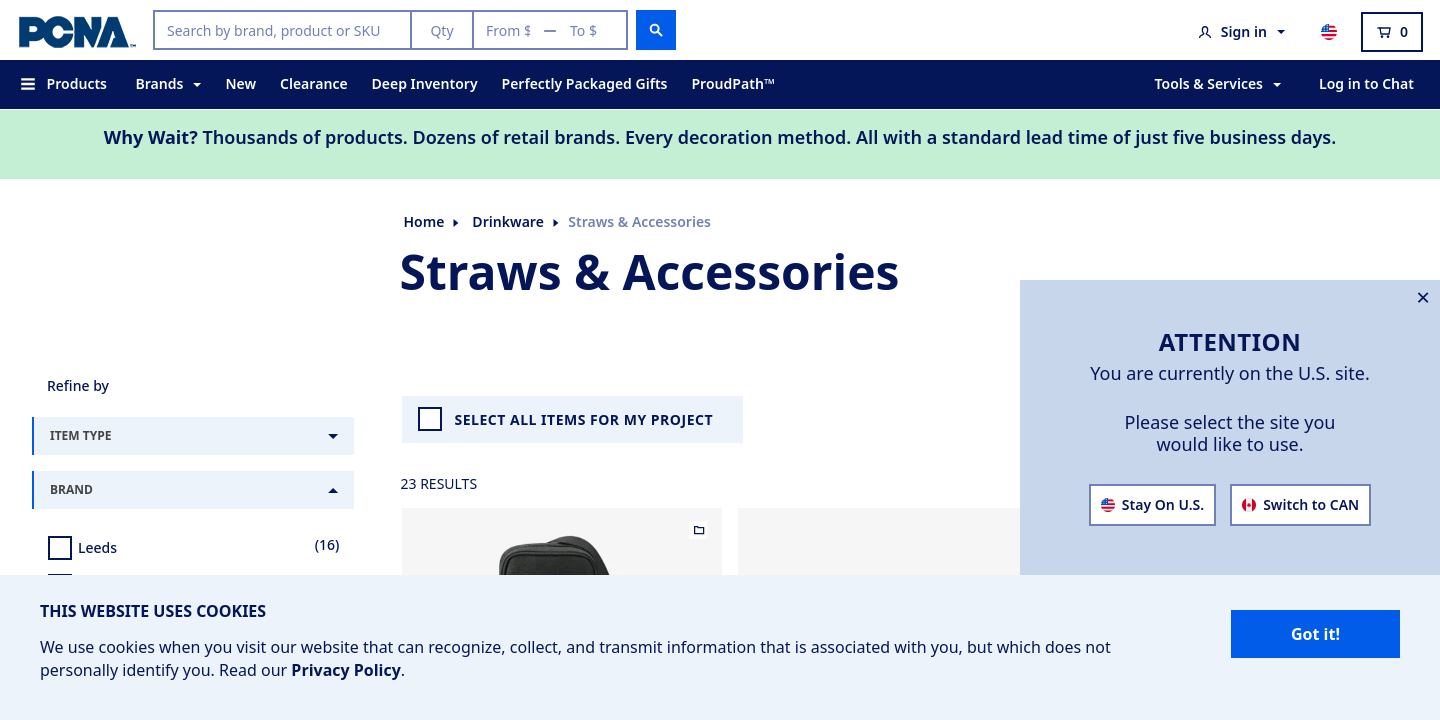 PCNA™
Search by brand, product or SKU
Qty
From $ — To $
Sign in
0
Products Brands New Clearance Deep Inventory Perfectly Packaged Gifts ProudPath™ Tools & Services Log in to Chat
Why Wait? Thousands of products. Dozens of retail brands. Every decoration method. All with a standard lead time of just five business days.
Home Drinkware Straws & Accessories
Straws & Accessories
✕
ATTENTION
You are currently on the U.S. site.
Please select the site you
would like to use.
Stay On U.S. Switch to CAN
Refine by
ITEM TYPE
BRAND
Leeds (16)
SELECT ALL ITEMS FOR MY PROJECT
23 RESULTS
THIS WEBSITE USES COOKIES
We use cookies when you visit our website that can recognize, collect, and transmit information that is associated with you, but which does not
personally identify you. Read our Privacy Policy.
Got it!